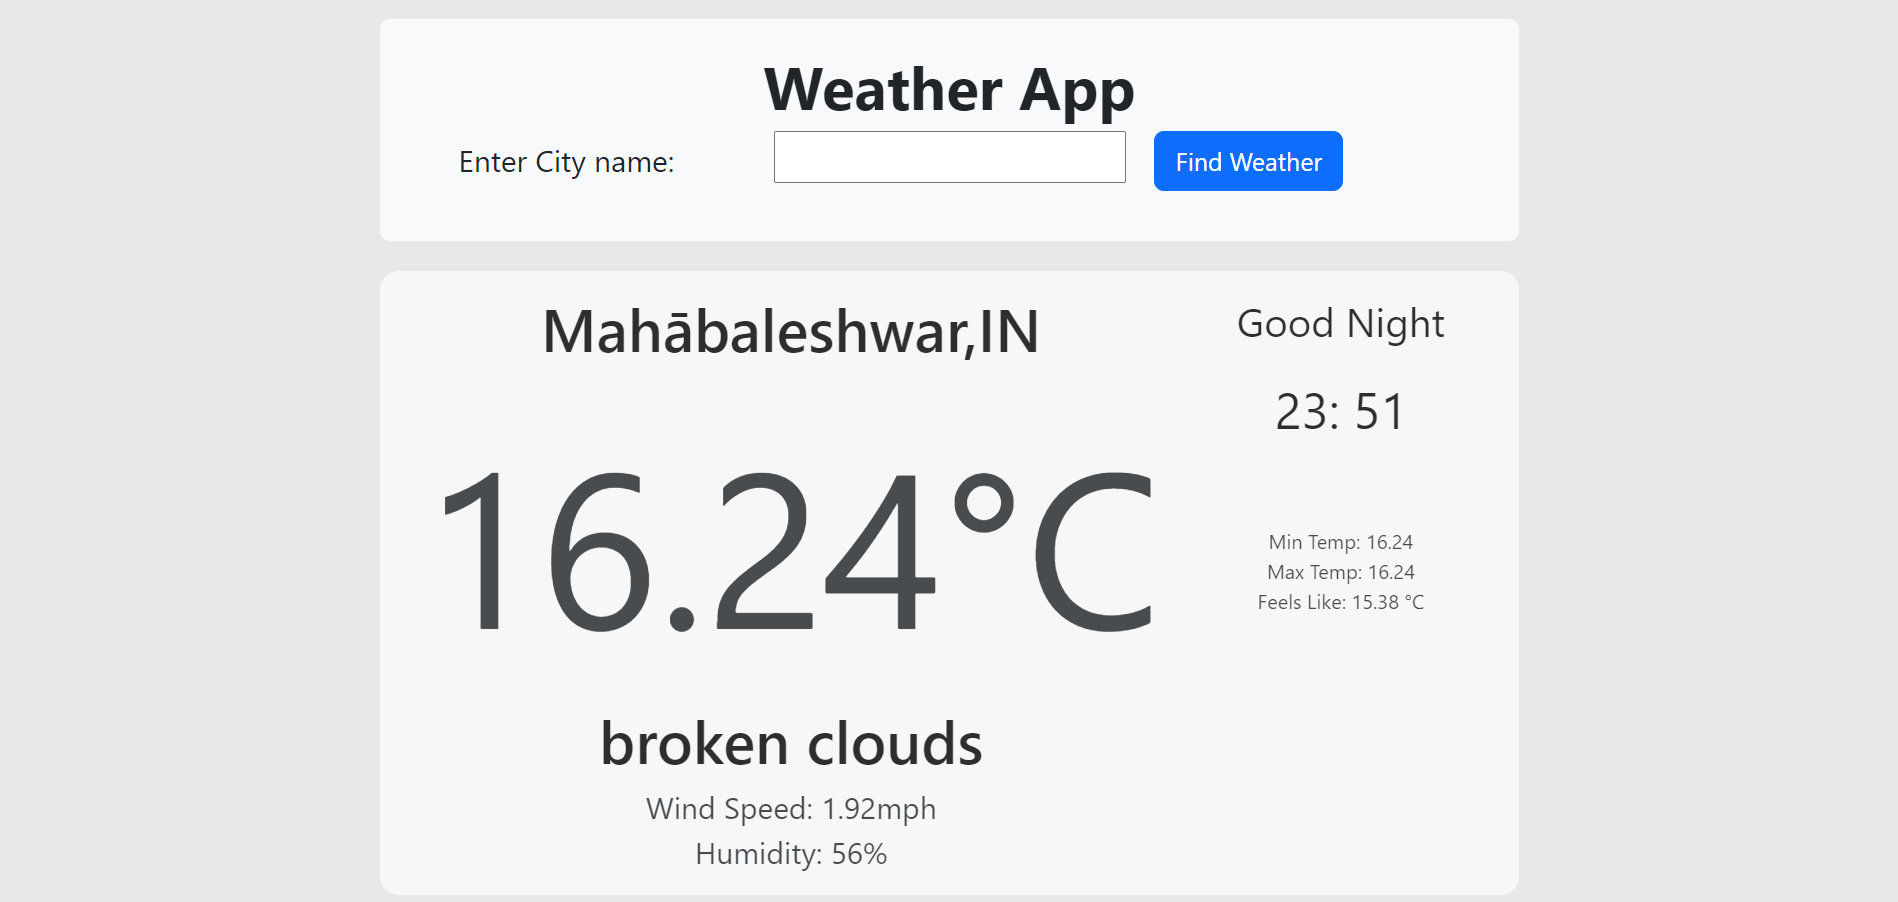 Weather App
Enter City name:
Find Weather
Mahābaleshwar,IN
16.24°C
broken clouds
Wind Speed: 1.92mph
Humidity: 56%
Good Night
23: 51
Min Temp: 16.24
Max Temp: 16.24
Feels Like: 15.38 °C